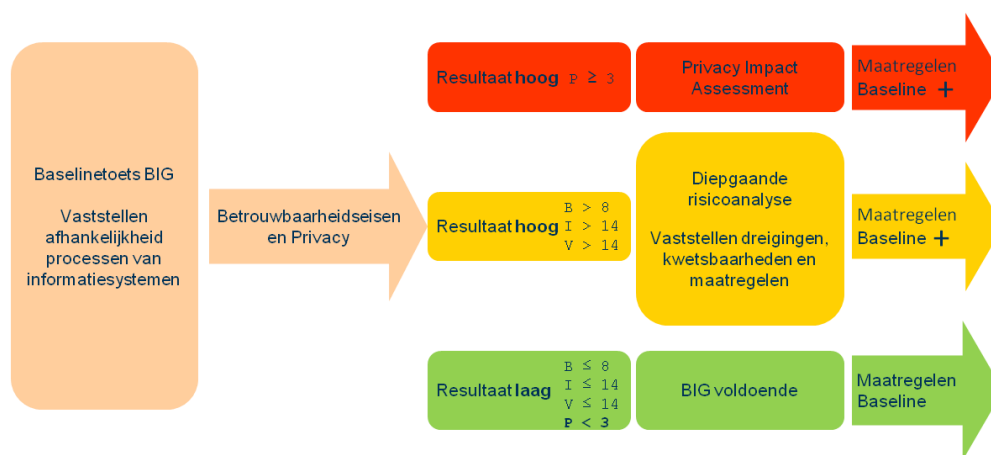 Baselinetoets BIG
Vaststellen
afhankelijkheid
processen van
informatiesystemen
Betrouwbaarheidseisen
en Privacy
Resultaat hoog P ≥ 3
Privacy Impact
Assessment
Maatregelen
Baseline +
Resultaat hoog
B > 8
I > 14
V > 14
Diepgaande
risicoanalyse
Vaststellen dreigingen,
kwetsbaarheden en
maatregelen
Maatregelen
Baseline +
Resultaat laag
B ≤ 8
I ≤ 14
V ≤ 14
P < 3
BIG voldoende
Maatregelen
Baseline